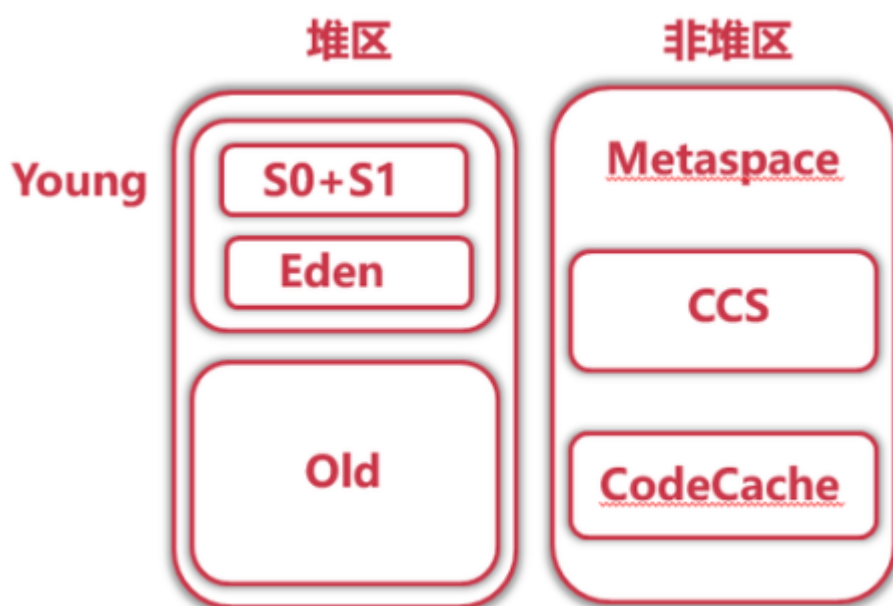 堆区
非堆区
Young
S0+S1
Eden
Old
Metaspace
CCS
CodeCache